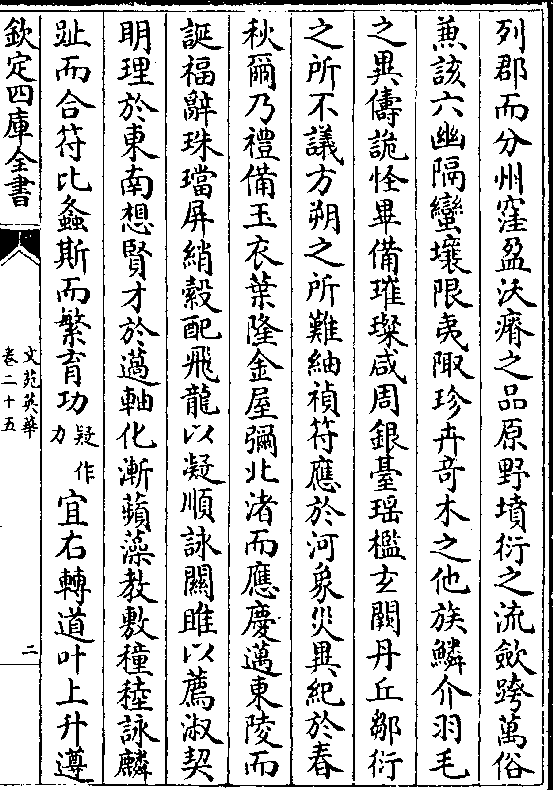 列郡而分州窪盈沃瘠之品原野墳衍之流歛跨萬俗
兼該六幽隔蠻壤限夷陬珍卉竒木之他族鱗介羽毛
之異儔詭怪畢備璀璨咸周銀臺瑶檻玄闕丹丘鄒衍
之所不議方朔之所難紬禎符應於河象災異紀於春
秋爾乃禮備玉衣葉隆金屋彌北渚而應慶邁東陵而
誕福辭珠璫屏綃縠配飛龍以凝順詠關雎以薦淑契
明理於東南想賢才於薖軸化漸蘋藻教敷穜稑詠麟
趾而合符比螽斯而繁育功疑作力宜右轉道叶上升遵
欽定四庫全書
文苑英華
卷二十五
二